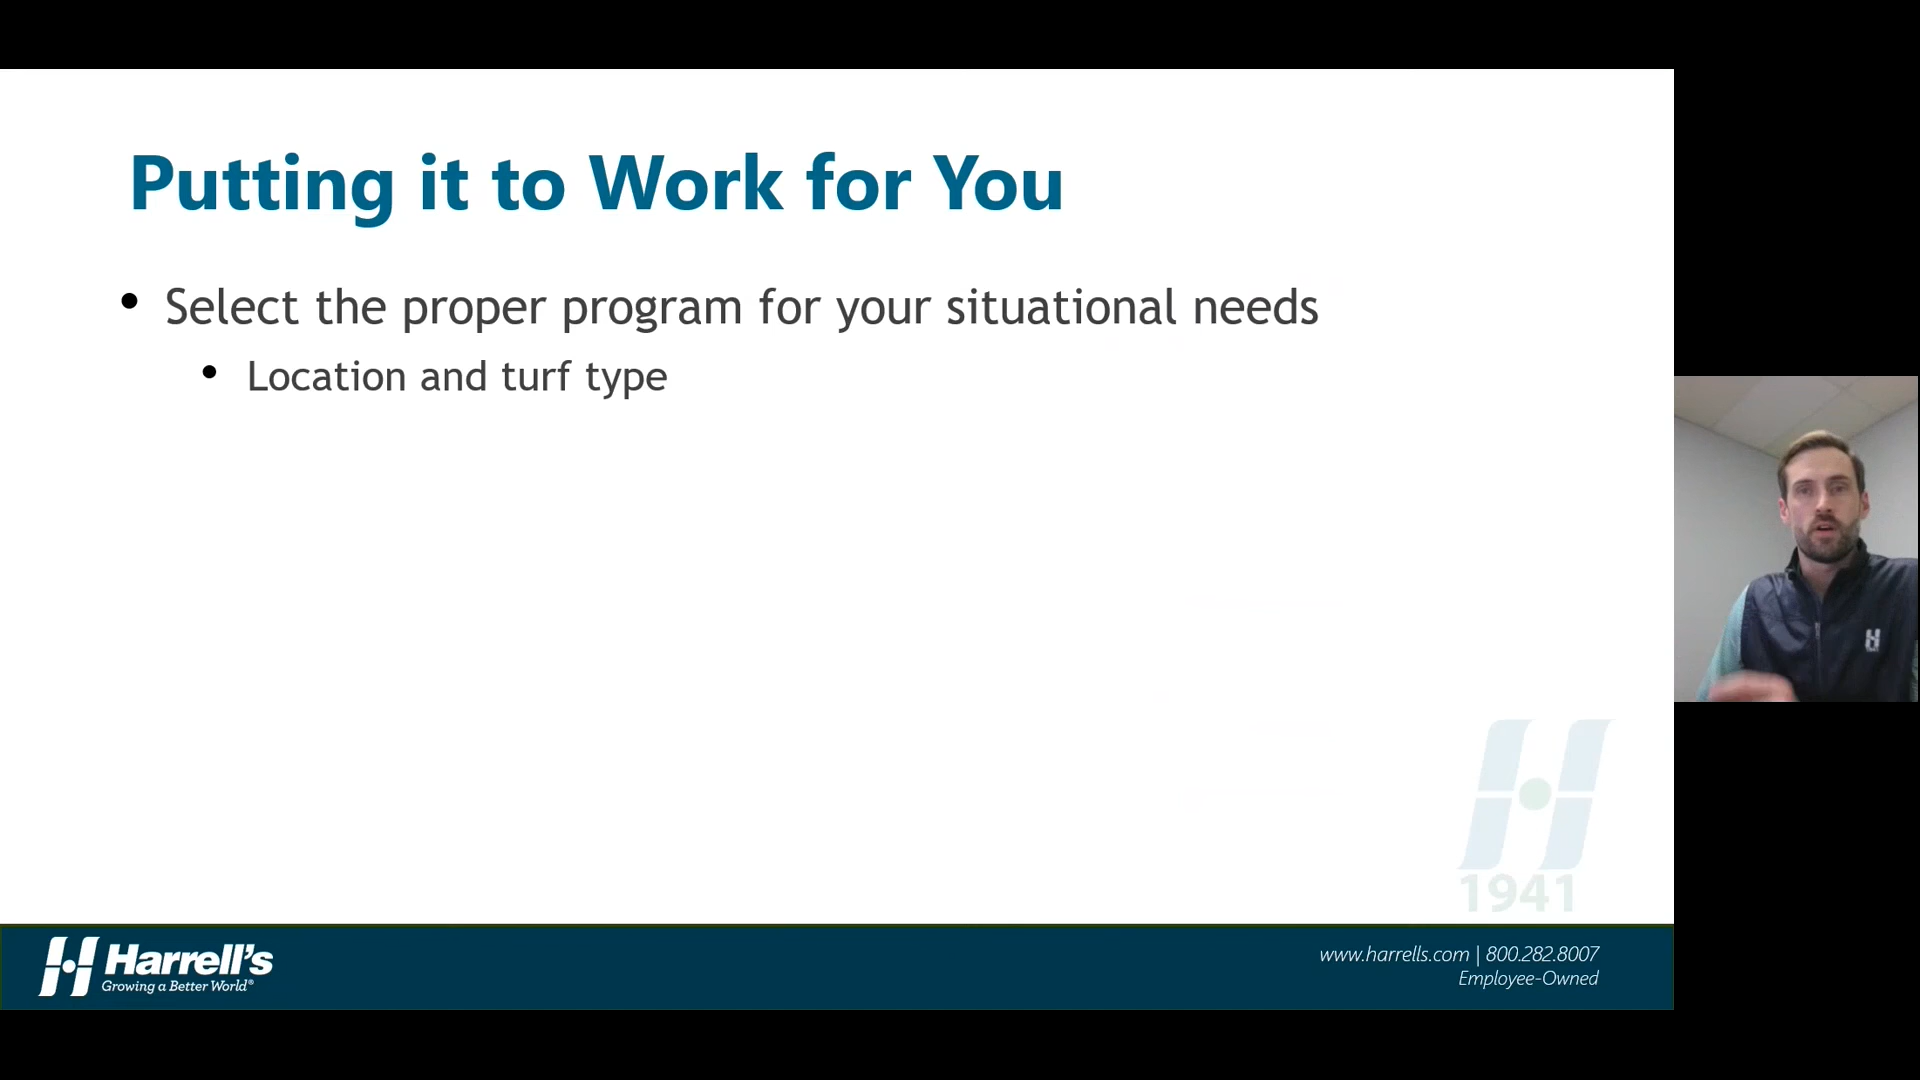 Putting it to Work for You
• Select the proper program for your situational needs
• Location and turf type
H
1941
Harrell's
Growing a Better World®
www.harrells.com | 800.282.8007
Employee-Owned